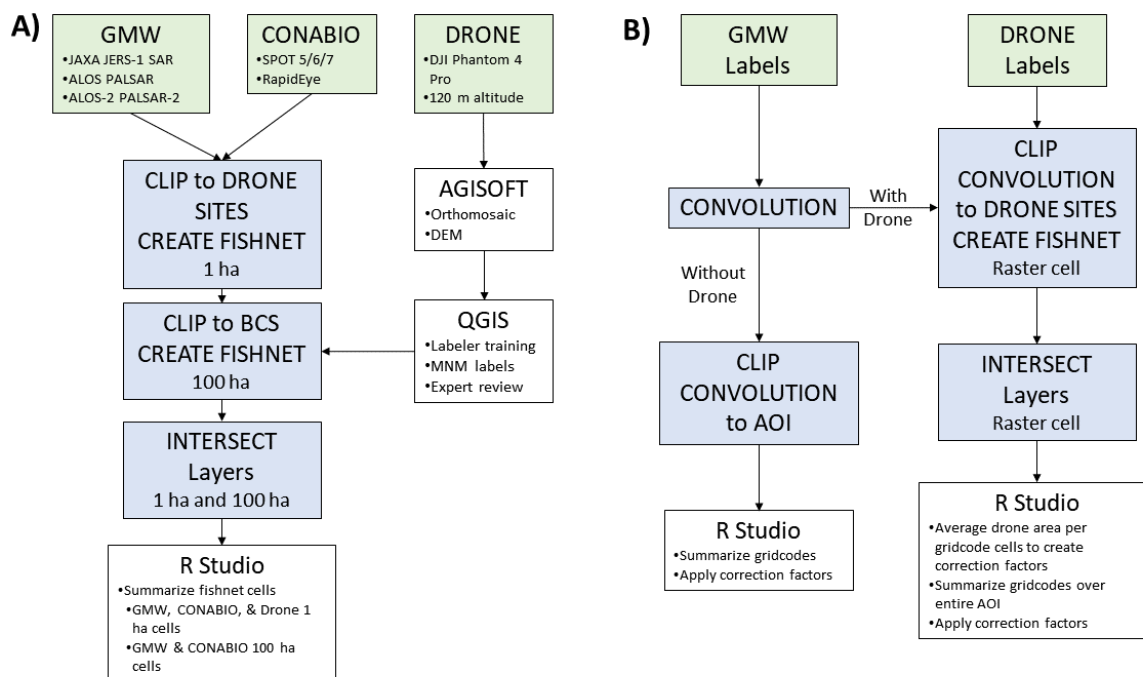 A)
GMW
•JAXA JERS-1 SAR
•ALOS PALSAR
•ALOS-2 PALSAR-2
CONABIO
•SPOT 5/6/7
•RapidEye
DRONE
•DJI Phantom 4
Pro
•120 m altitude
CLIP to DRONE
SITES
CREATE FISHNET
1 ha
AGISOFT
•Orthomosaic
•DEM
CLIP to BCS
CREATE FISHNET
100 ha
QGIS
•Labeler training
•MNM labels
•Expert review
INTERSECT
Layers
1 ha and 100 ha
R Studio
•Summarize fishnet cells
•GMW, CONABIO, & Drone 1
ha cells
•GMW & CONABIO 100 ha
cells
B)
GMW
Labels
DRONE
Labels
CONVOLUTION
With
Drone
CLIP
CONVOLUTION
to DRONE SITES
CREATE FISHNET
Raster cell
Without
Drone
CLIP
CONVOLUTION
to AOI
INTERSECT
Layers
Raster cell
R Studio
•Summarize gridcodes
•Apply correction factors
R Studio
•Average drone area per
gridcode cells to create
correction factors
•Summarize gridcodes over
entire AOI
•Apply correction factors